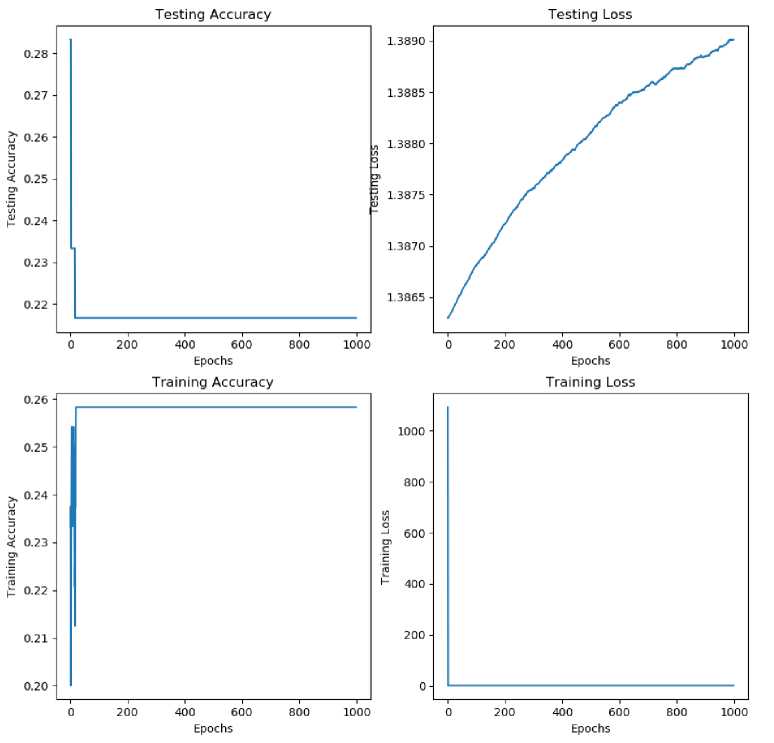 Testing Accuracy
Testing Loss
0.28
0.27
0.26
0.25
0.24
0.23
0.22
Testing Accuracy
0 200 400 600 800 1000
Epochs
1.3890
1.3885
1.3880
1.3875
1.3870
1.3865
Testing Loss
0 200 400 600 800 1000
Epochs
Training Accuracy
Training Loss
0.26
0.25
0.24
0.23
0.22
0.21
0.20
Training Accuracy
0 200 400 600 800 1000
Epochs
1000
800
600
400
200
0
Training Loss
0 200 400 600 800 1000
Epochs